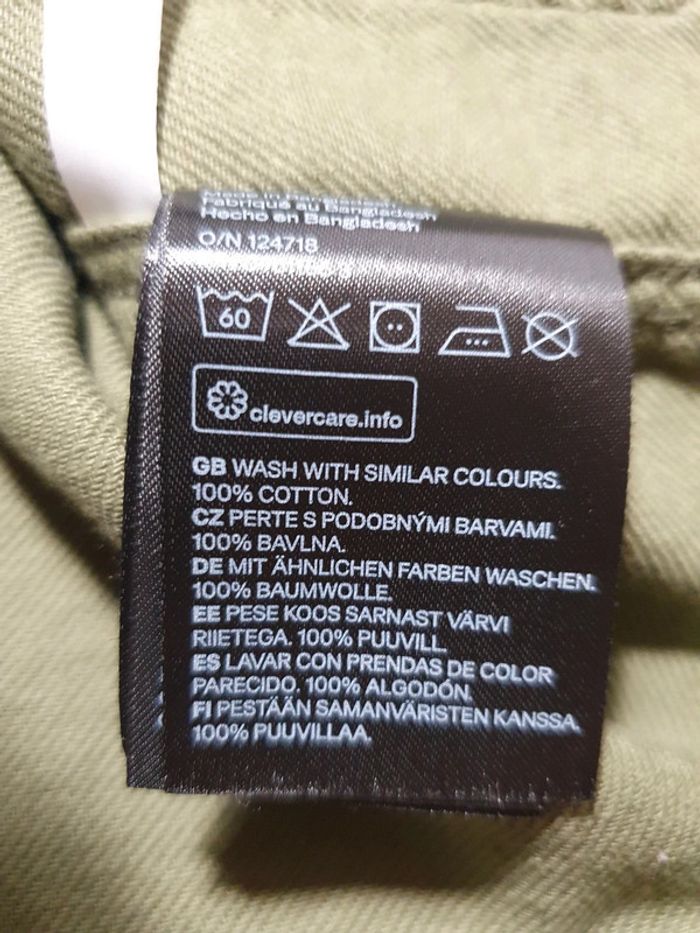 Made in Bangladesh
Fabriqué au Bangladesh
Hecho en Bangladesh
O/N 124718
60
clevercare.info
GB WASH WITH SIMILAR COLOURS.
100% COTTON.
CZ PERTE S PODOBNÝMI BARVAMI.
100% BAVLNA.
DE MIT ÄHNLICHEN FARBEN WASCHEN.
100% BAUMWOLLE.
EE PESE KOOS SARNAST VÄRVI
RIIETEGA. 100% PUUVILL.
ES LAVAR CON PRENDAS DE COLOR
PARECIDO. 100% ALGODÓN.
FI PESTÄÄN SAMANVÄRISTEN KANSSA.
100% PUUVILLAA.